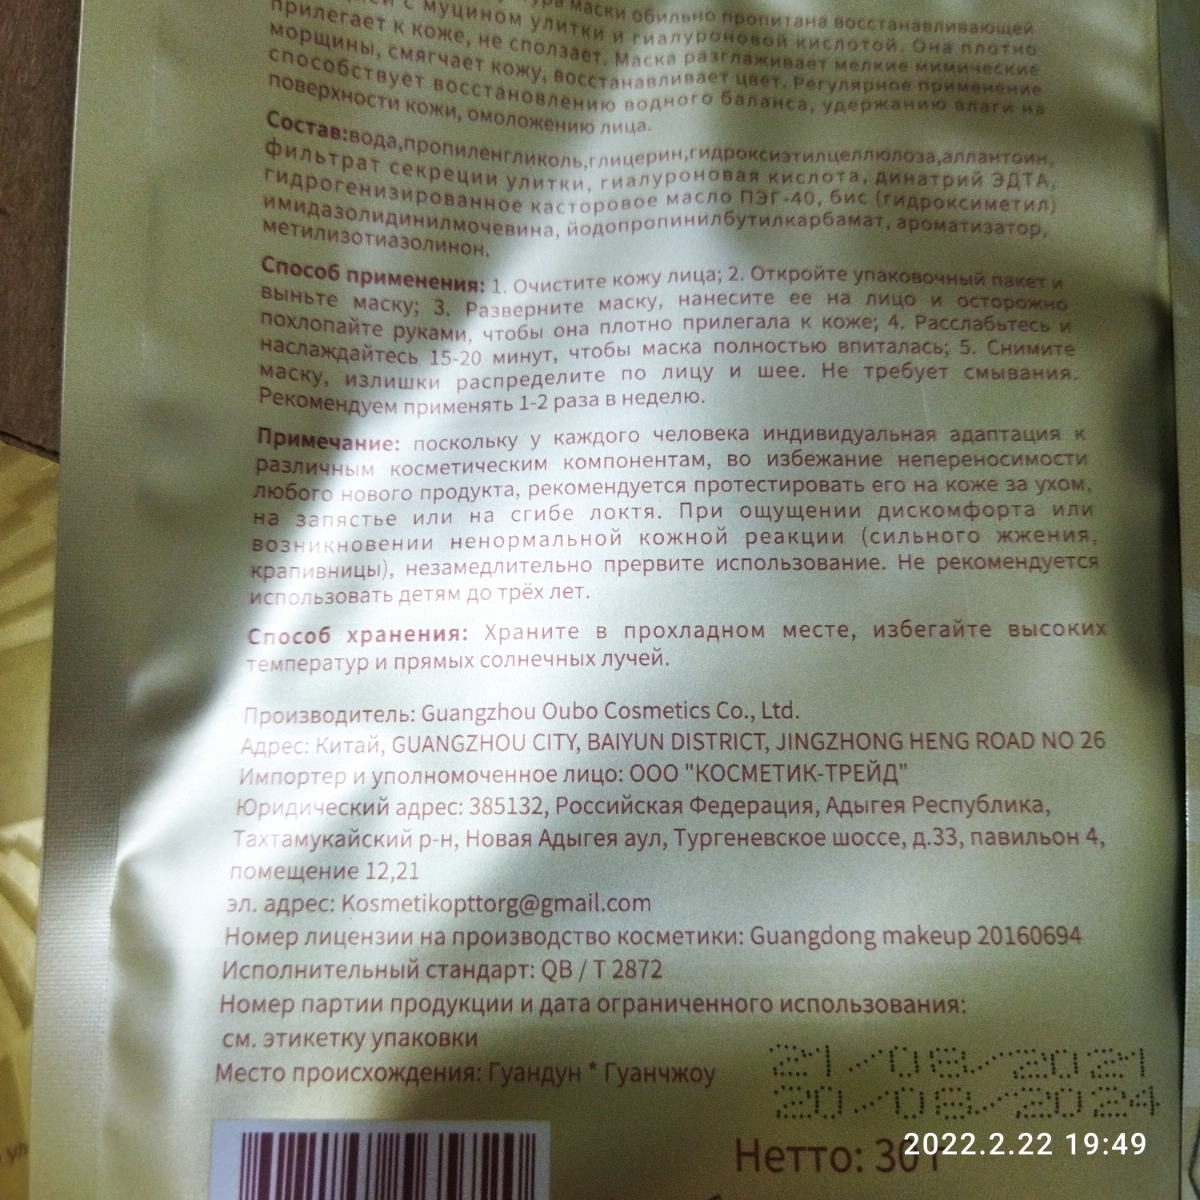 маски обильно пропитана восстанавливающей
с муцином улитки и гиалуроновой кислотой. Она плотно
прилегает к коже, не сползает. Маска разглаживает мелкие мимические
морщины, смягчает кожу, восстанавливает цвет. Регулярное применение
способствует восстановлению водного баланса, удержанию влаги на
поверхности кожи, омоложению лица.
Состав:вода,пропиленгликоль,глицерин,гидроксиэтилцеллюлоза,аллантоин,
фильтрат секреции улитки, гиалуроновая кислота, динатрий ЭДТА,
гидрогенизированное касторовое масло ПЭГ-40, бис (гидроксиметил)
имидазолидинилмочевина, йодопропинилбутилкарбамат, ароматизатор,
метилизотиазолинон.
Способ применения: 1. Очистите кожу лица; 2. Откройте упаковочный пакет и
выньте маску; 3. Разверните маску, нанесите ее на лицо и осторожно
похлопайте руками, чтобы она плотно прилегала к коже; 4. Расслабьтесь и
наслаждайтесь 15-20 минут, чтобы маска полностью впиталась; 5. Снимите
маску, излишки распределите по лицу и шее. Не требует смывания.
Рекомендуем применять 1-2 раза в неделю.
Примечание: поскольку у каждого человека индивидуальная адаптация к
различным косметическим компонентам, во избежание непереносимости
любого нового продукта, рекомендуется протестировать его на коже за ухом,
на запястье или на сгибе локтя. При ощущении дискомфорта или
возникновении ненормальной кожной реакции (сильного жжения,
крапивницы), незамедлительно прервите использование. Не рекомендуется
использовать детям до трёх лет.
Способ хранения: Храните в прохладном месте, избегайте высоких
температур и прямых солнечных лучей.
Производитель: Guangzhou Oubo Cosmetics Co., Ltd.
Адрес: Китай, GUANGZHOU CITY, BAIYUN DISTRICT, JINGZHONG HENG ROAD NO 26
Импортер и уполномоченное лицо: ООО "КОСМЕТИК-ТРЕЙД"
Юридический адрес: 385132, Российская Федерация, Адыгея Республика,
Тахтамукайский р-н, Новая Адыгея аул, Тургеневское шоссе, д.33, павильон 4,
помещение 12,21
эл. адрес: Kosmetikopttorg@gmail.com
Номер лицензии на производство косметики: Guangdong makeup 20160694
Исполнительный стандарт: QB / T 2872
Номер партии продукции и дата ограниченного использования:
см. этикетку упаковки
Место происхождения: Гуандун * Гуанчжоу
21/08/2021
20/08/2024
Нетто:
2022.2.22 19:49